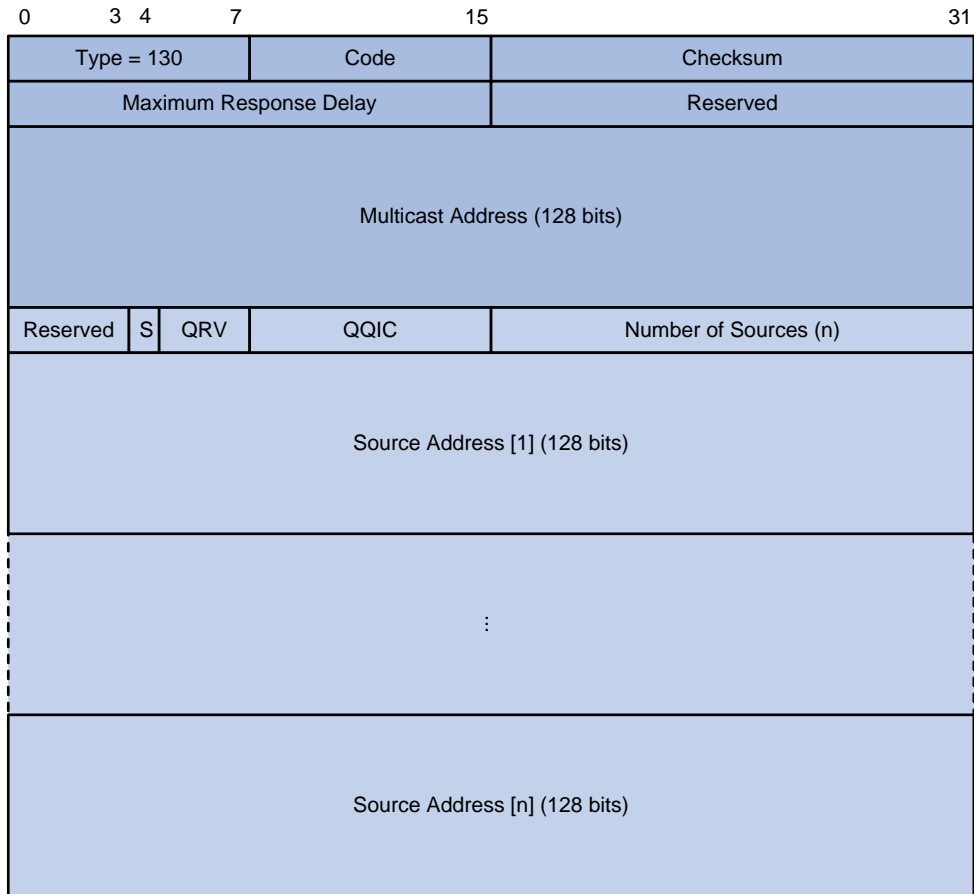 0 3 4 7 15 31
Type = 130 Code Checksum
Maximum Response Delay Reserved
Multicast Address (128 bits)
Reserved S QRV QQIC Number of Sources (n)
Source Address [1] (128 bits)
⋮
Source Address [n] (128 bits)